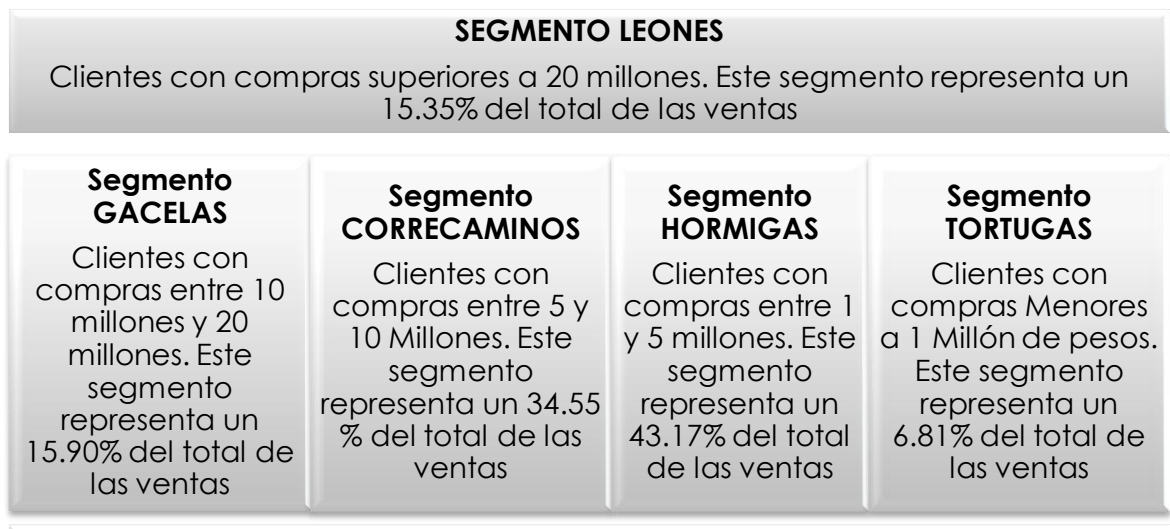 SEGMENTO LEONES
Clientes con compras superiores a 20 millones. Este segmento representa un
15.35% del total de las ventas
Segmento
GACELAS
Clientes con
compras entre 10
millones y 20
millones. Este
segmento
representa un
15.90% del total de
las ventas
Segmento
CORRECAMINOS
Clientes con
compras entre 5 y
10 Millones. Este
segmento
representa un 34.55
% del total de las
ventas
Segmento
HORMIGAS
Clientes con
compras entre 1
y 5 millones. Este
segmento
representa un
43.17% del total
de las ventas
Segmento
TORTUGAS
Clientes con
compras Menores
a 1 Millón de pesos.
Este segmento
representa un
6.81% del total de
las ventas